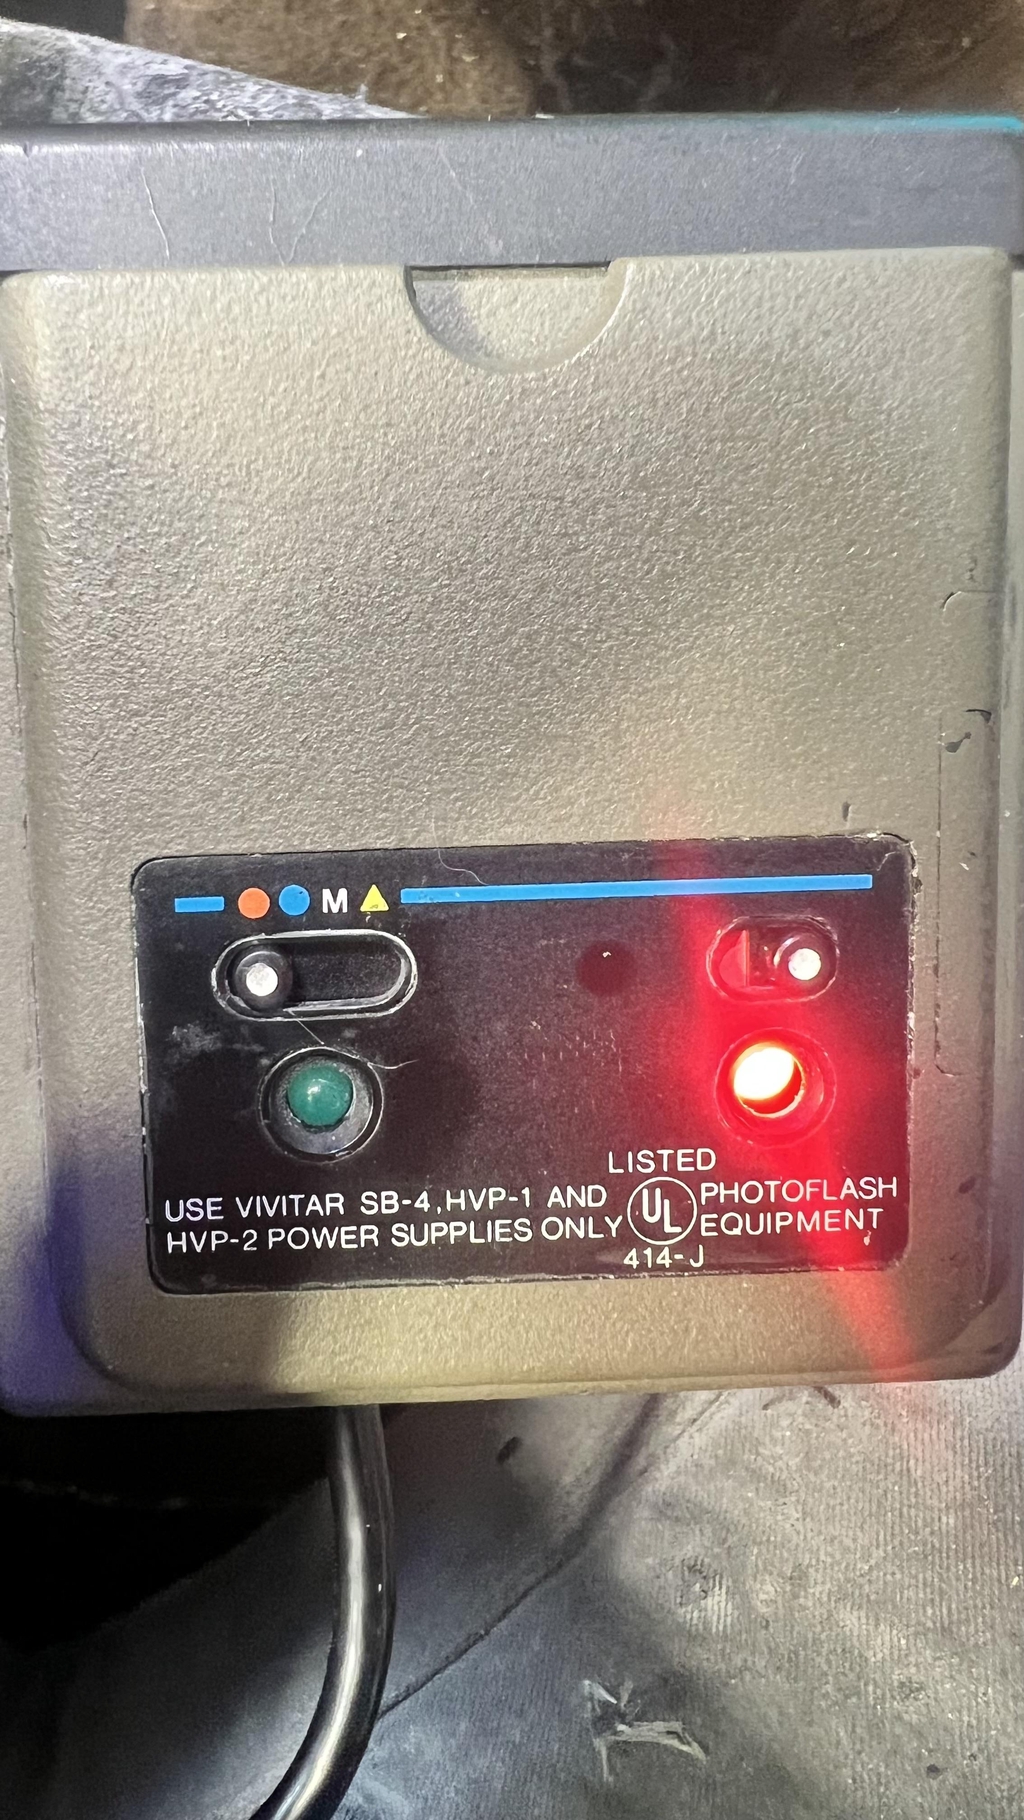 M
LISTED
USE VIVITAR SB-4, HVP-1 AND UL PHOTOFLASH
HVP-2 POWER SUPPLIES ONLY EQUIPMENT
414-J